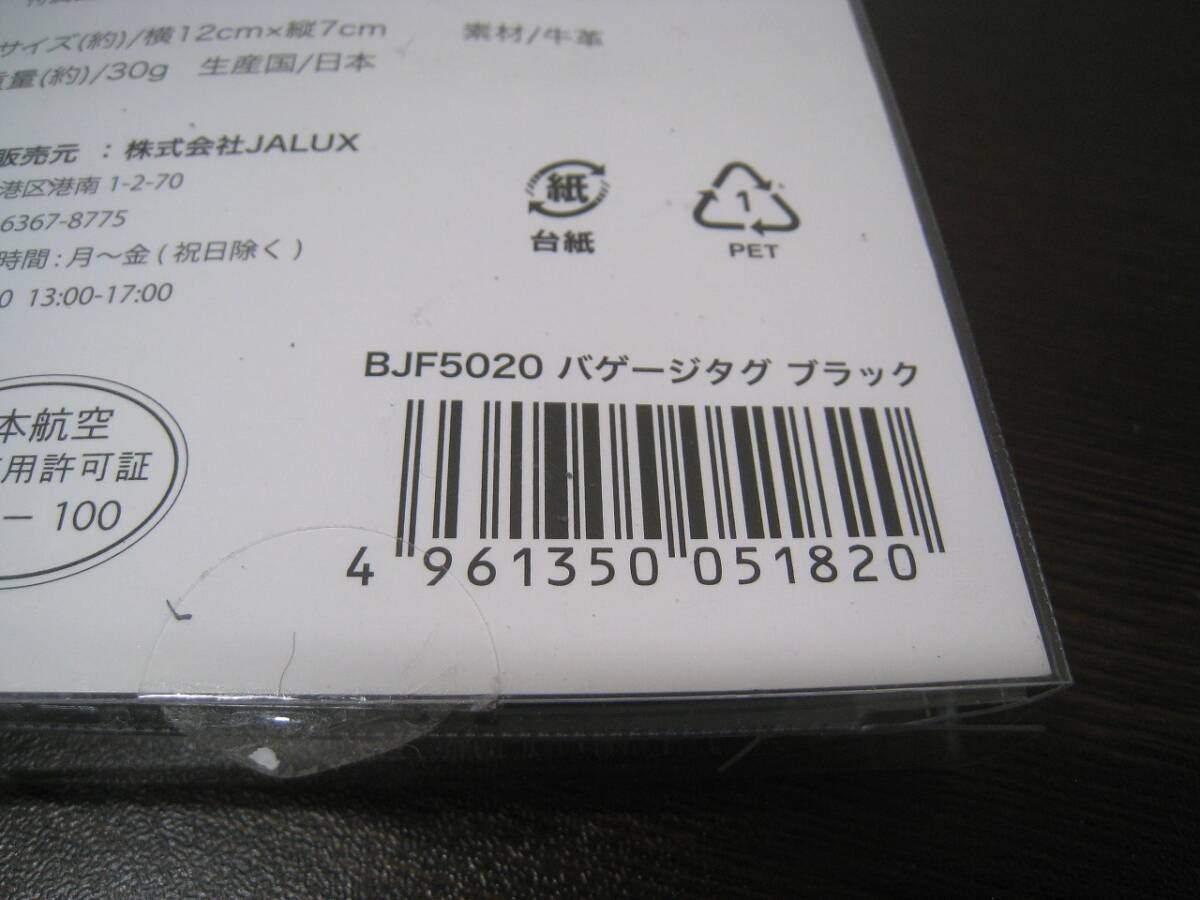 サイズ(約)/横12cm×縦7cm 素材/牛革
重量(約)/30g 生産国/日本
販売元 : 株式会社JALUX
港区港南 1-2-70
6367-8775
時間 : 月〜金 ( 祝日除く )
0 13:00-17:00
紙
台紙
1
PET
BJF5020 バゲージタグ ブラック
本航空
用許可証
— 100
4 961350 051820